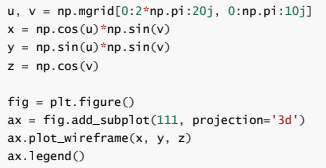 u, v = np.mgrid[0:2*np.pi:20j, 0:np.pi:10j]
x = np.cos(u)*np.sin(v)
y = np.sin(u)*np.sin(v)
z = np.cos(v)

fig = plt.figure()
ax = fig.add_subplot(111, projection='3d')
ax.plot_wireframe(x, y, z)
ax.legend()